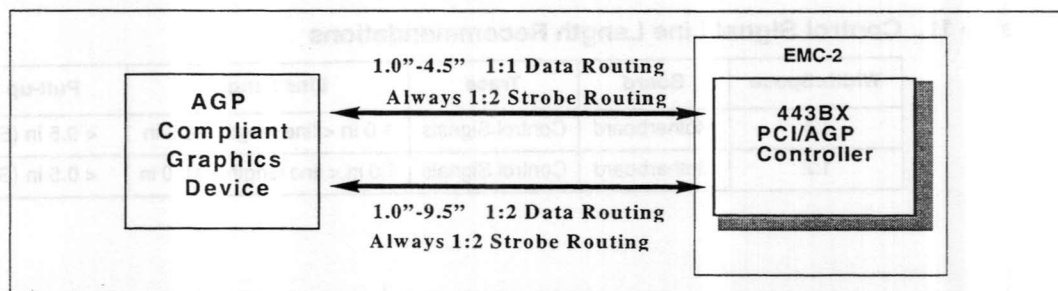 EMC-2
1.0"-4.5" 1:1 Data Routing
Always 1:2 Strobe Routing
AGP
Compliant
Graphics
Device
443BX
PCI/AGP
Controller
1.0"-9.5" 1:2 Data Routing
Always 1:2 Strobe Routing